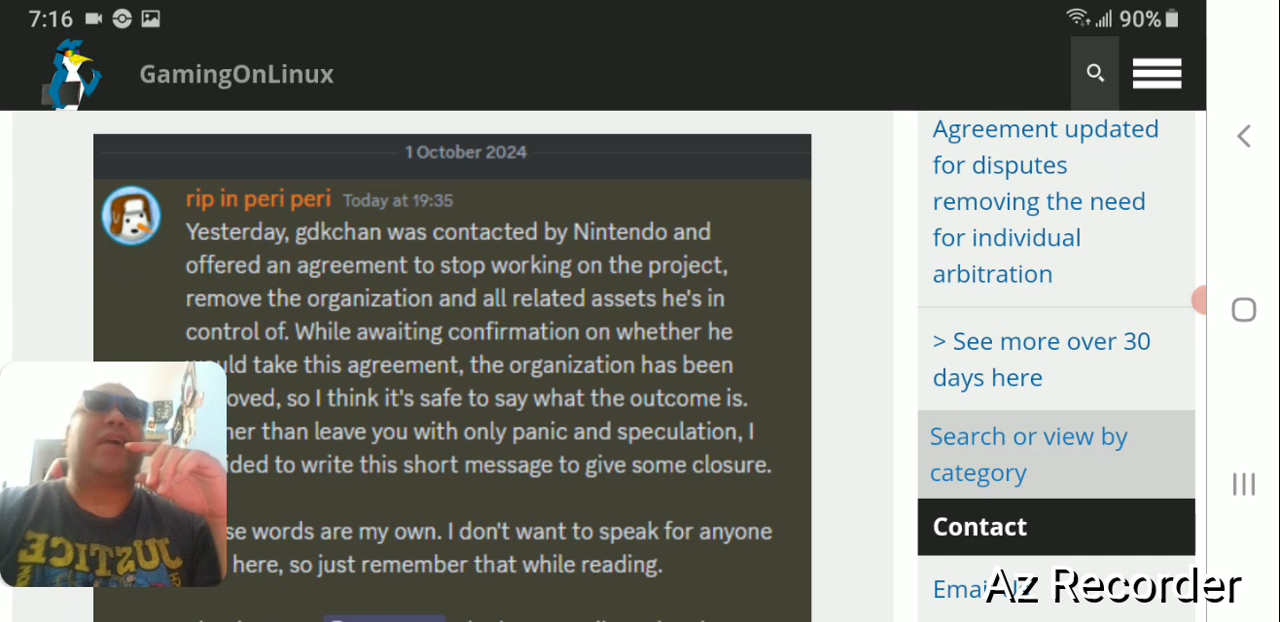 7:16
90%
GamingOnLinux
1 October 2024
rip in peri peri Today at 19:35
Yesterday, gdkchan was contacted by Nintendo and
offered an agreement to stop working on the project,
remove the organization and all related assets he's in
control of. While awaiting confirmation on whether he
take this agreement, the organization has been
so I think it's safe to say what the outcome is.
than leave you with only panic and speculation, I
to write this short message to give some closure.
words are my own. I don't want to speak for anyone
here, so just remember that while reading.
JUSTICE
Agreement updated
for disputes
removing the need
for individual
arbitration
> See more over 30
days here
Search or view by
category
Contact
Email Us
Az Recorder